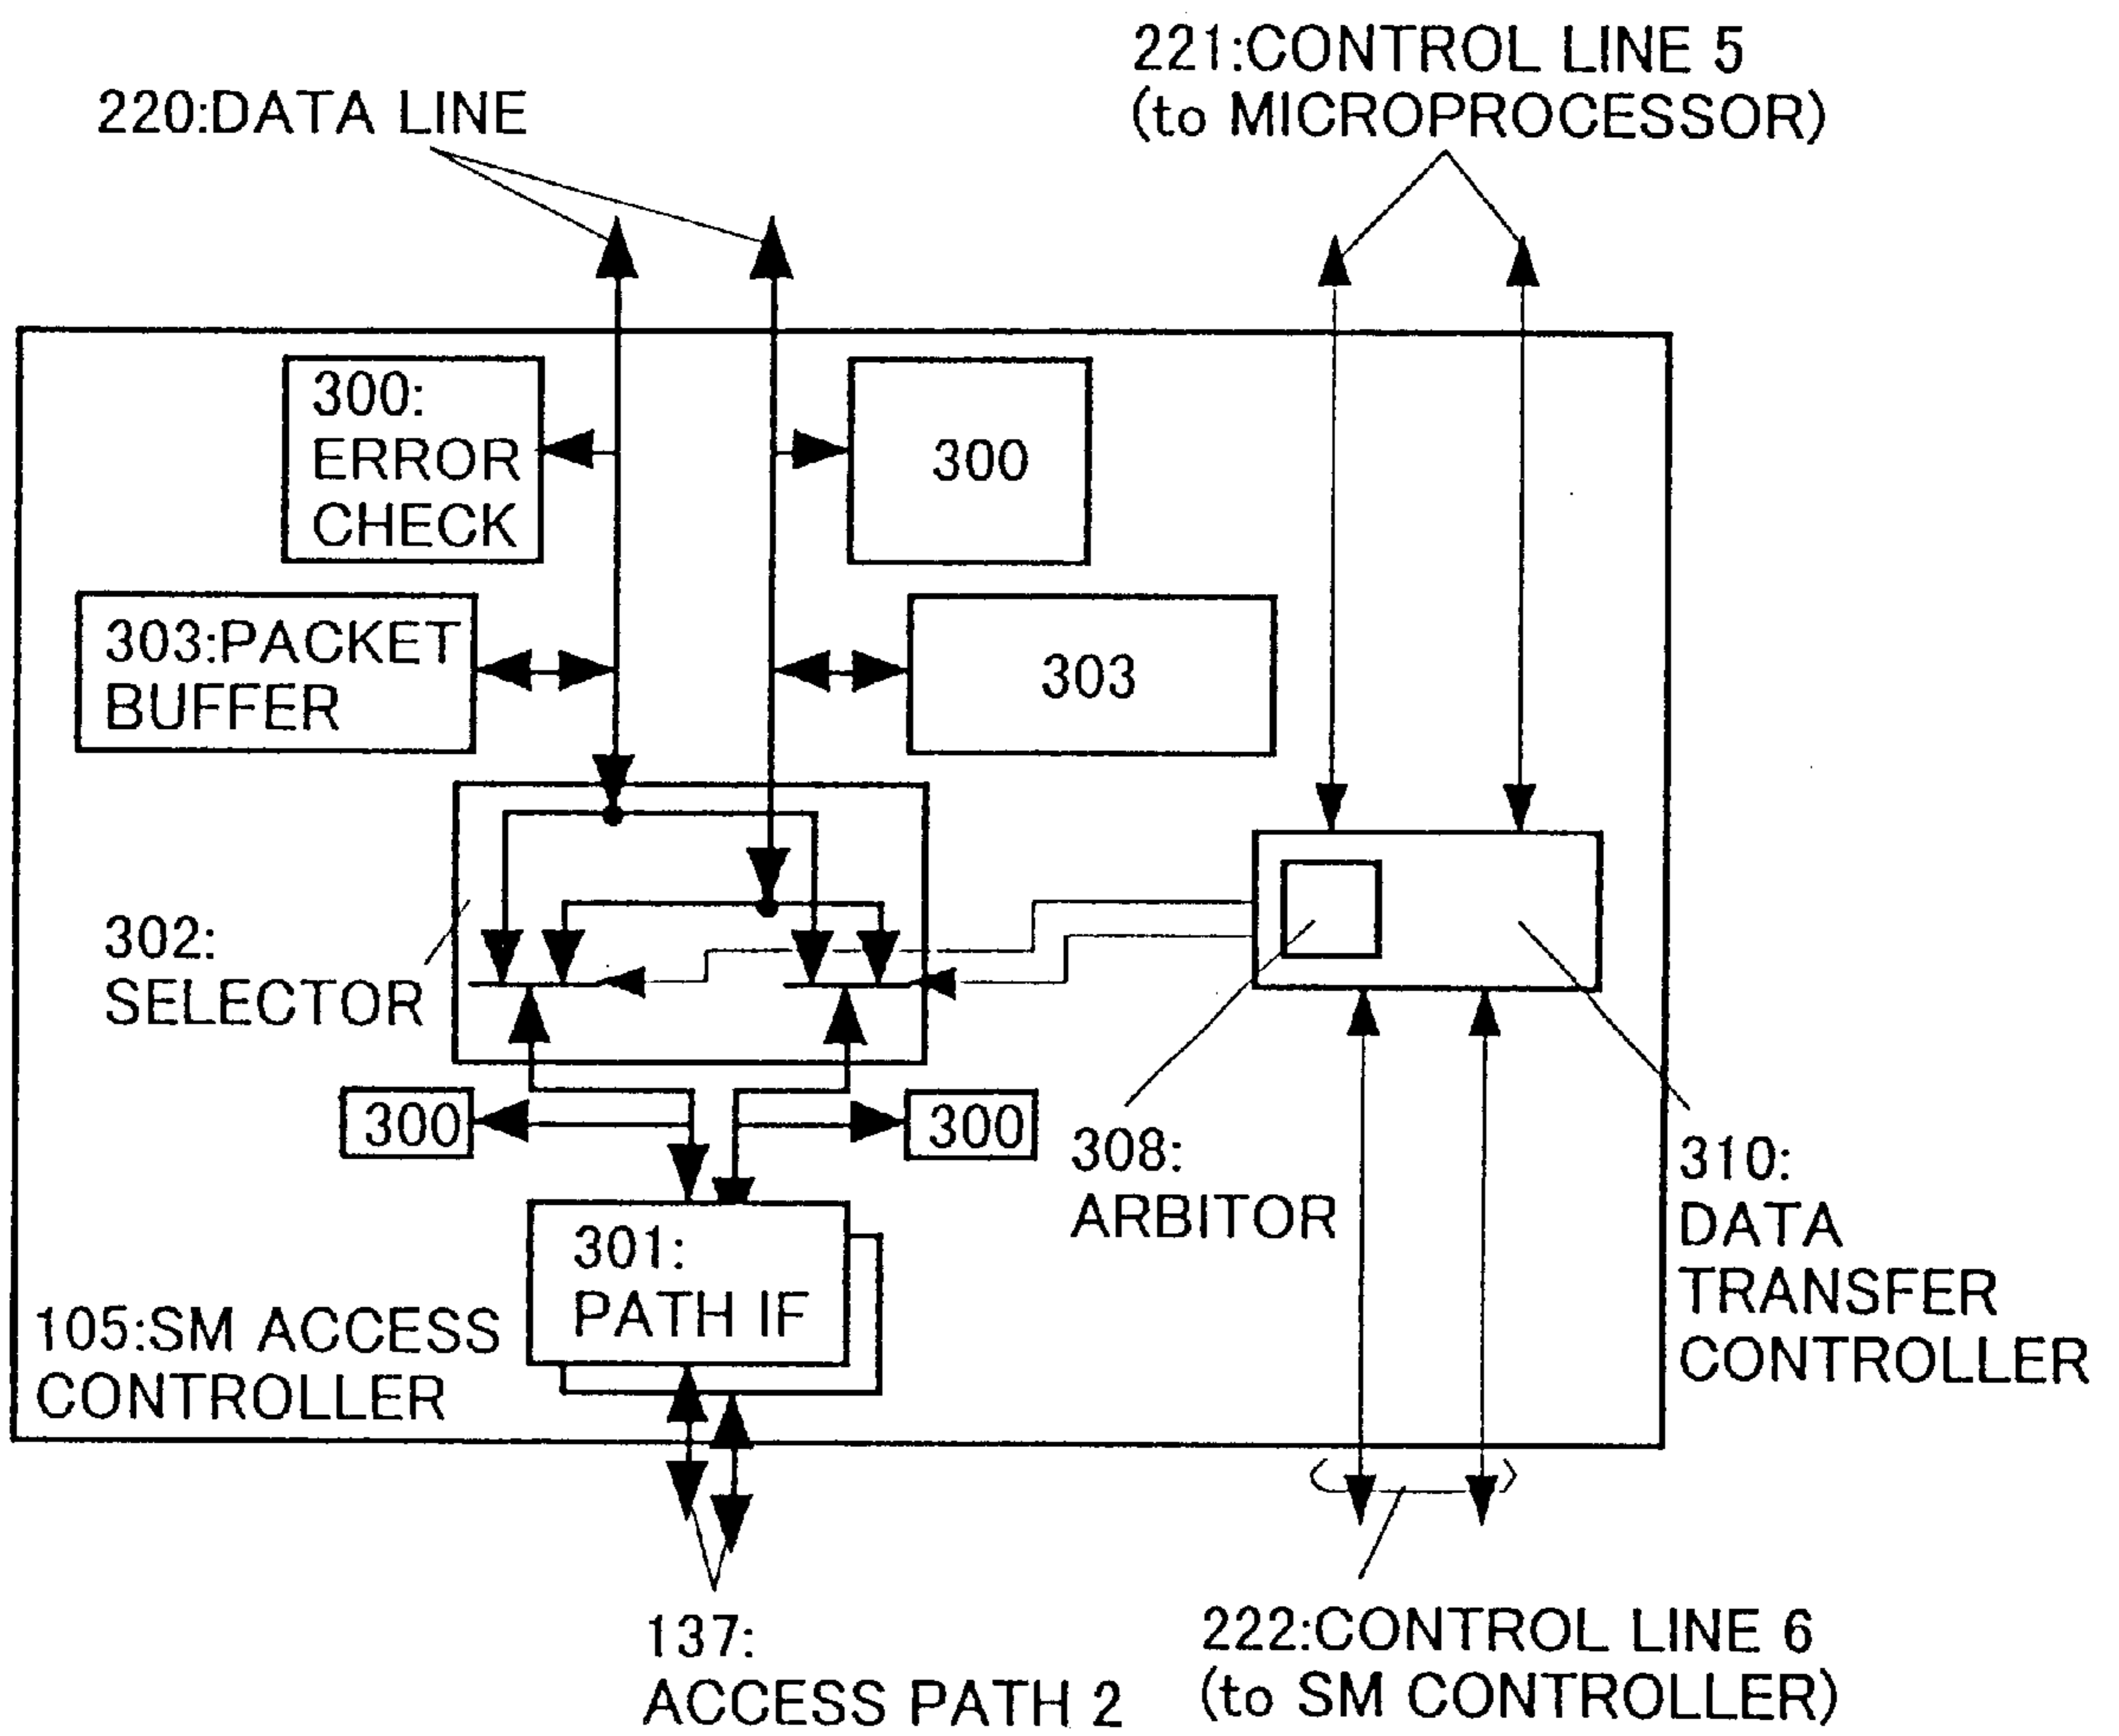 221:CONTROL LINE 5
(to MICROPROCESSOR)
220:DATA LINE
300:
ERROR
CHECK
300
303:PACKET
BUFFER
303
302:
SELECTOR
300
300
308:
ARBITOR
310:
DATA
TRANSFER
CONTROLLER
301:
PATH IF
105:SM ACCESS
CONTROLLER
137:
ACCESS PATH 2
222:CONTROL LINE 6
(to SM CONTROLLER)